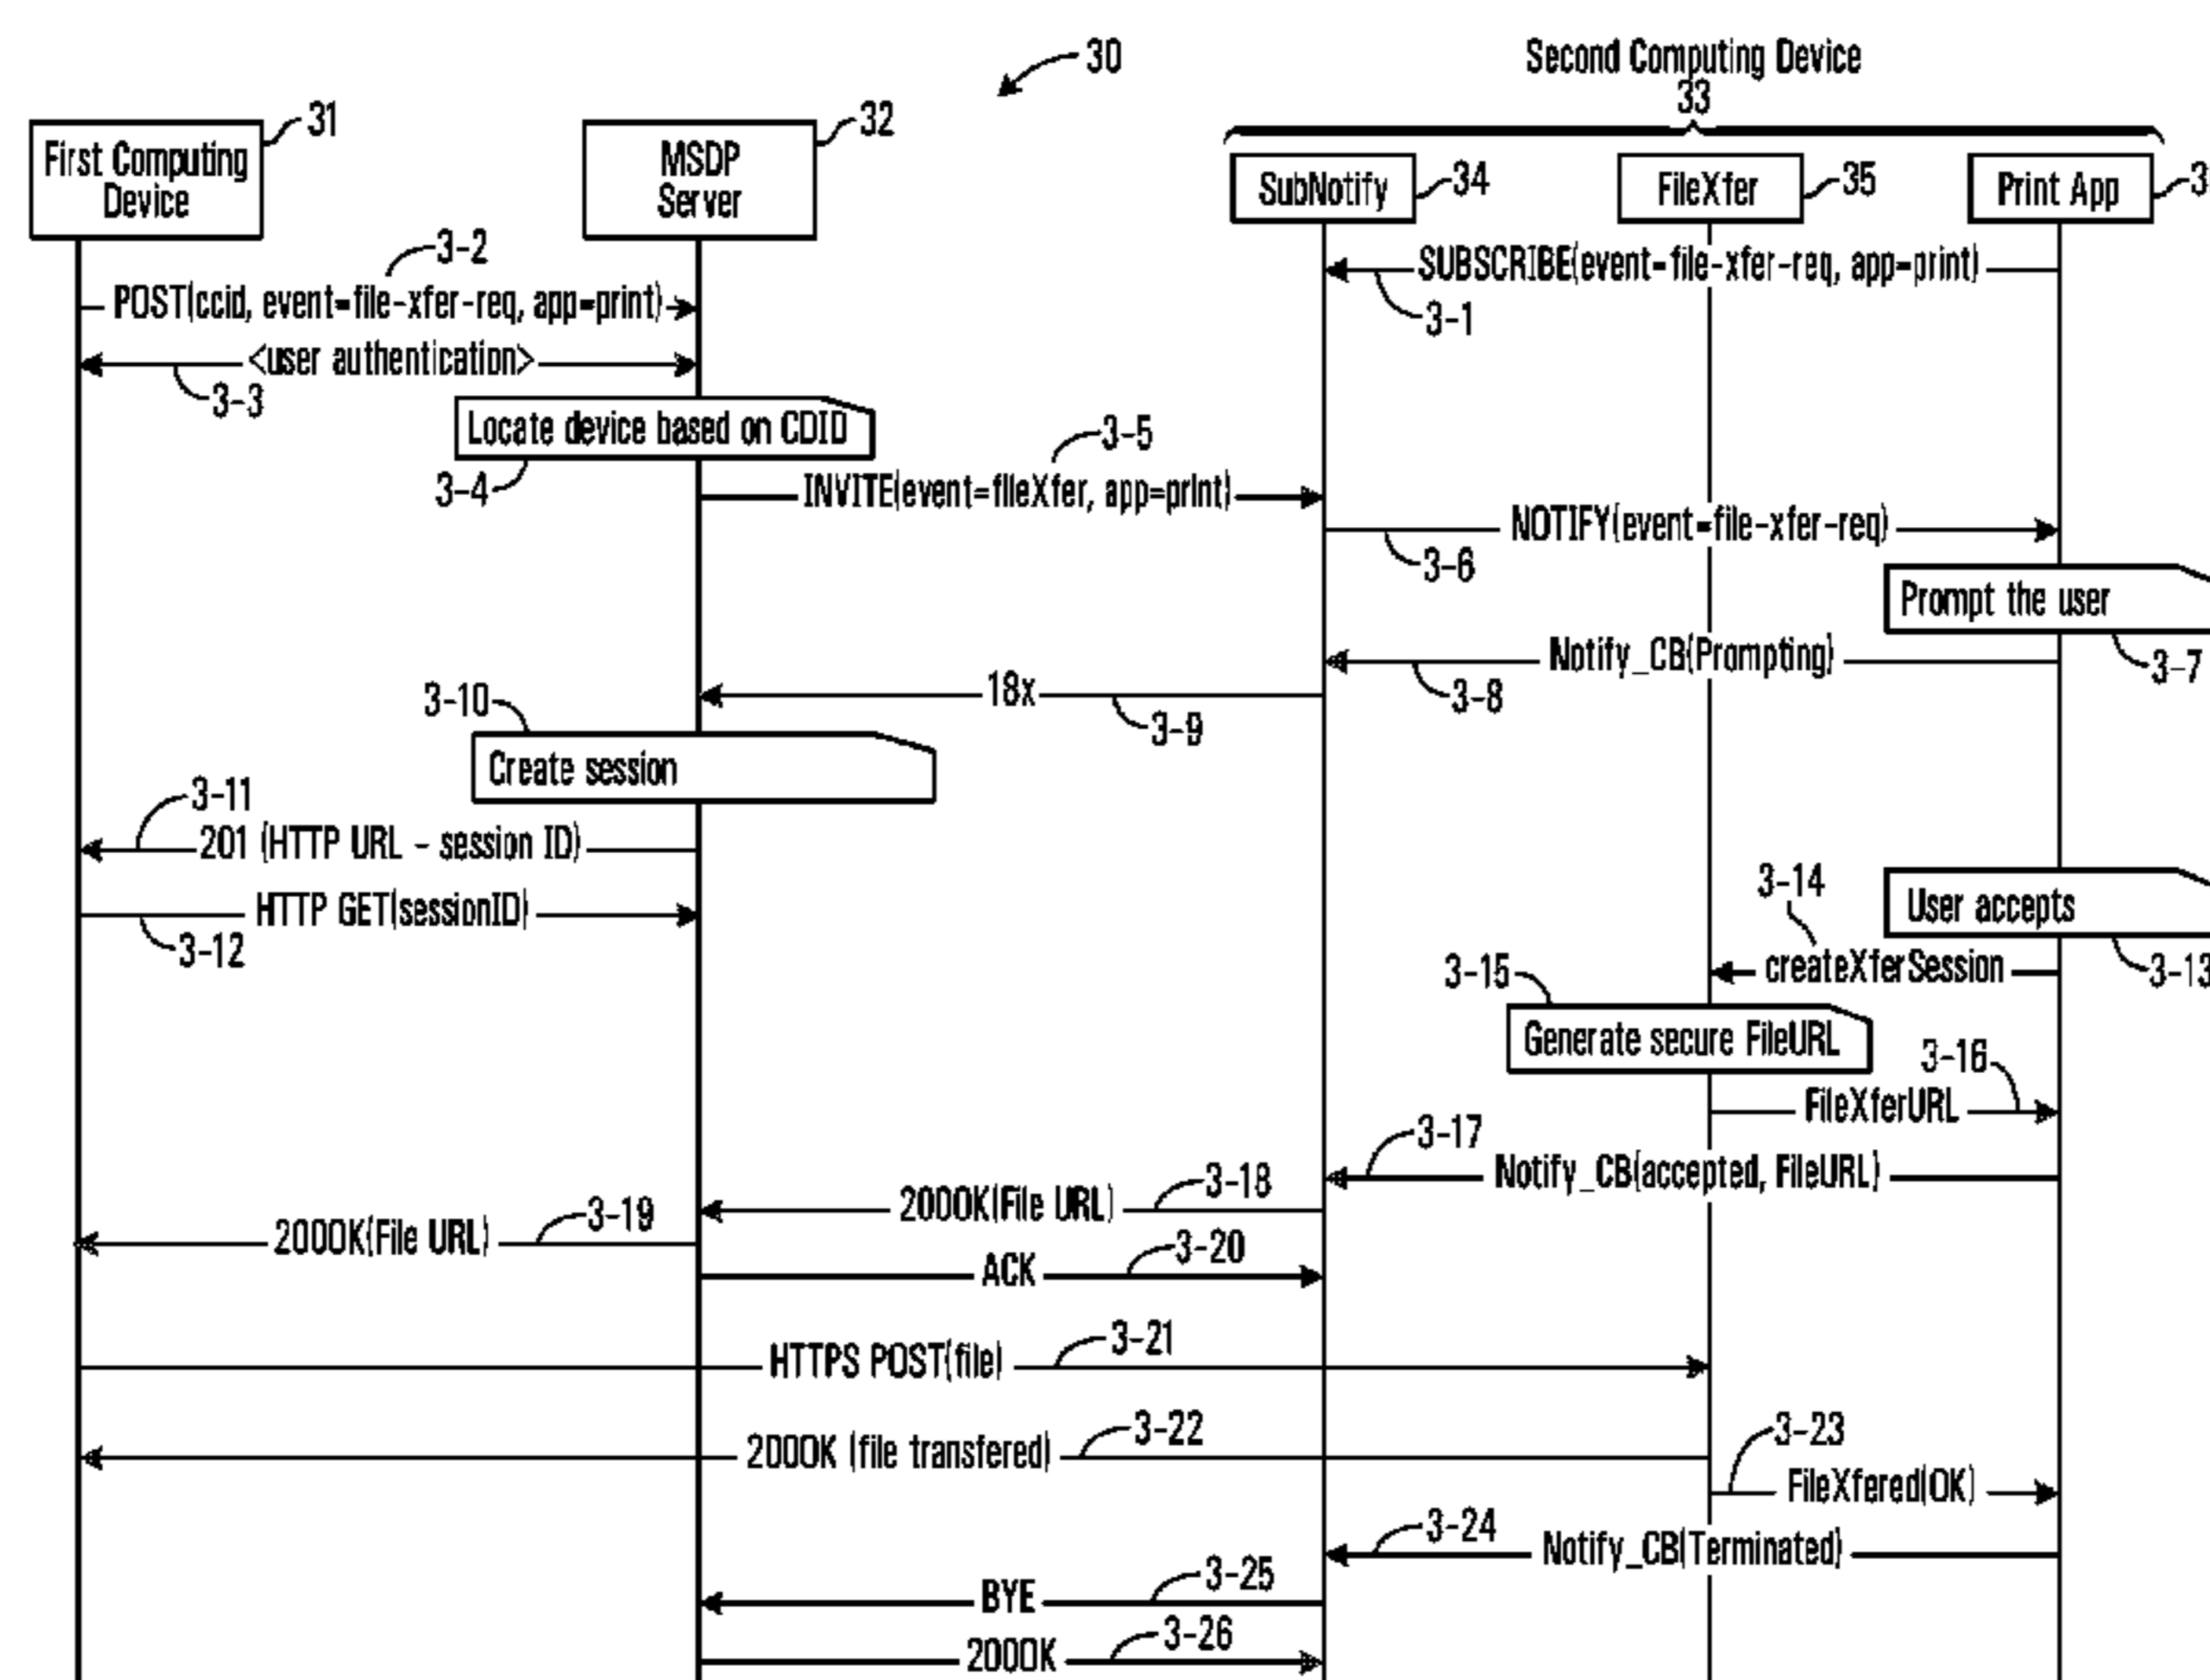 30
Second Computing Device
33
31
32
First Computing
Device
MSDP
Server
SubNotify
34
FileXfer
35
Print App
3
3-2
SUBSCRIBE(event=file-xfer-req, app=print)
3-1
POST(ccid, event=file-xfer-req, app=print)
<user authentication>
3-3
Locate device based on CDID
3-4
3-5
INVITE(event=fileXfer, app=print)
NOTIFY(event=file-xfer-req)
3-6
Prompt the user
3-7
Notify_CB(Prompting)
3-8
18x
3-9
3-10
Create session
3-11
201 (HTTP URL - session ID)
HTTP GET(sessionID)
3-12
User accepts
3-13
3-14
createXferSession
3-15
Generate secure FileURL
3-16
FileXferURL
3-17
Notify_CB(accepted, FileURL)
3-18
200OK(File URL)
3-19
200OK(File URL)
3-20
ACK
3-21
HTTPS POST(file)
3-22
200OK (file transfered)
3-23
FileXfered(OK)
3-24
Notify_CB(Terminated)
3-25
BYE
3-26
200OK